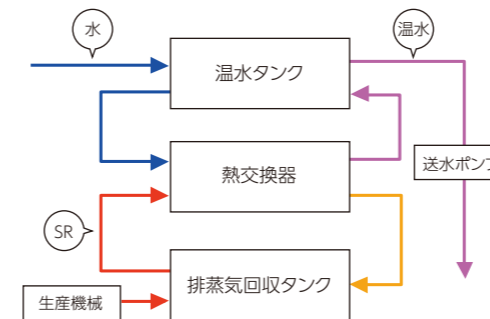 水
温水
温水タンク
熱交換器
送水ポンプ
SR
排蒸気回収タンク
生産機械